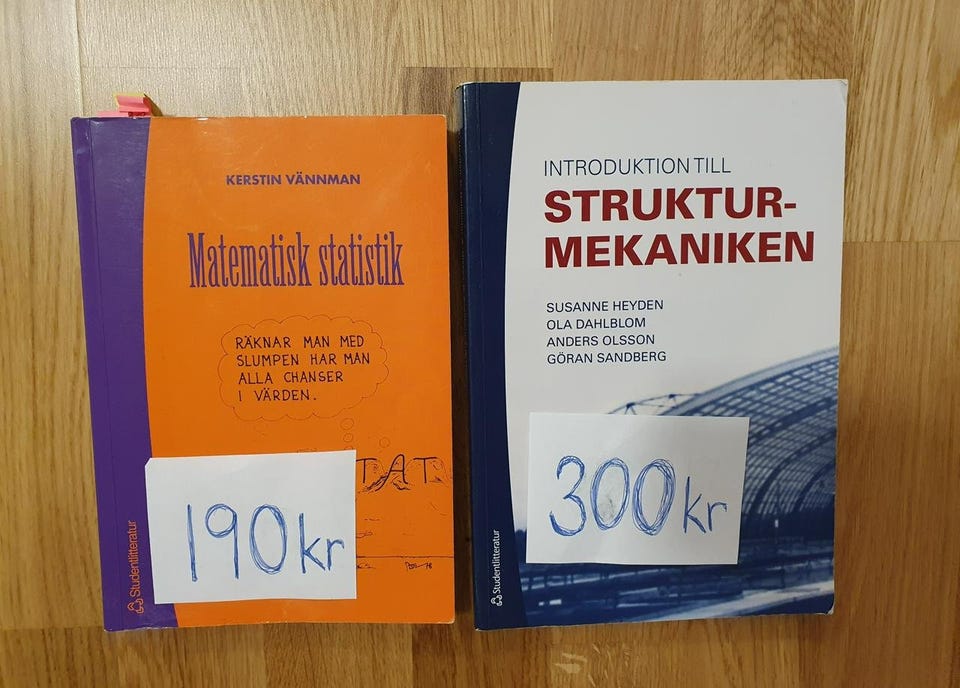 KERSTIN VÄNNMAN
Matematisk statistik
RÄKNAR MAN MED
SLUMPEN HAR MAN
ALLA CHANSER
I VÄRDEN.
TAT
190kr
Studentlitteratur
INTRODUKTION TILL
STRUKTUR-
MEKANIKEN
SUSANNE HEYDEN
OLA DAHLBLOM
ANDERS OLSSON
GÖRAN SANDBERG
300kr
Studentlitteratur